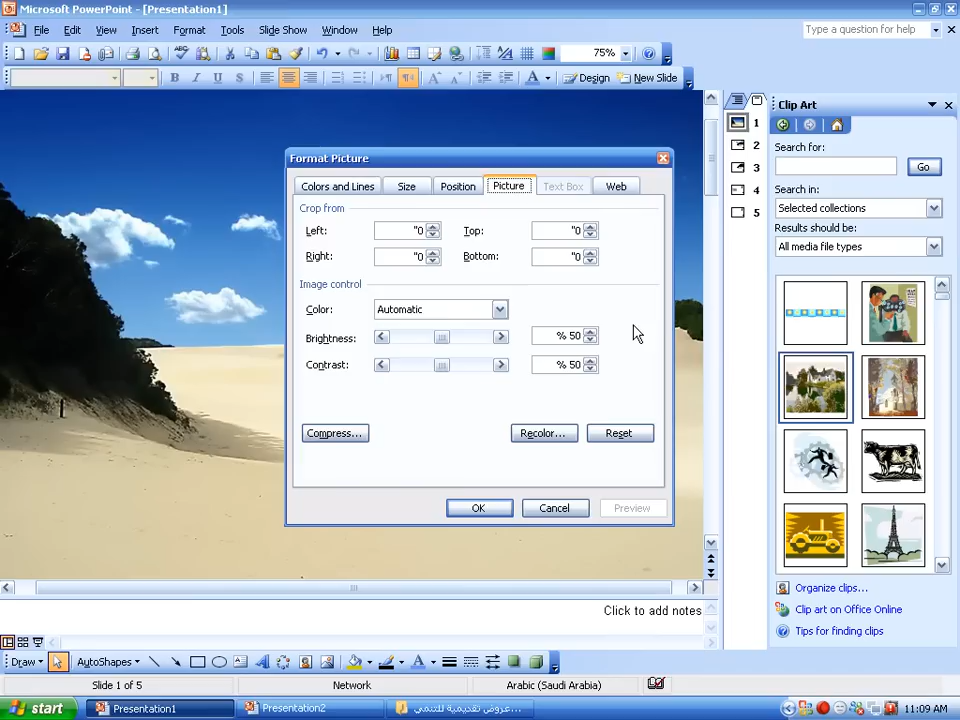 Microsoft PowerPoint - [Presentation1]
File Edit View Insert Format Tools Slide Show Window Help
Type a question for help
75%
Design New Slide
Format Picture
Colors and Lines Size Position Picture Text Box Web
Crop from
Left: "0 Top: "0
Right: "0 Bottom: "0
Image control
Color: Automatic
Brightness: % 50
Contrast: % 50
Compress... Recolor... Reset
OK Cancel Preview
1
2
3
4
5
Clip Art
Search for:
Go
Search in:
Selected collections
Results should be:
All media file types
Organize clips...
Clip art on Office Online
Tips for finding clips
Click to add notes
Draw AutoShapes
Slide 1 of 5 Network Arabic (Saudi Arabia)
start Presentation1 Presentation2 عروض تقديمية للتنمي... 11:09 AM